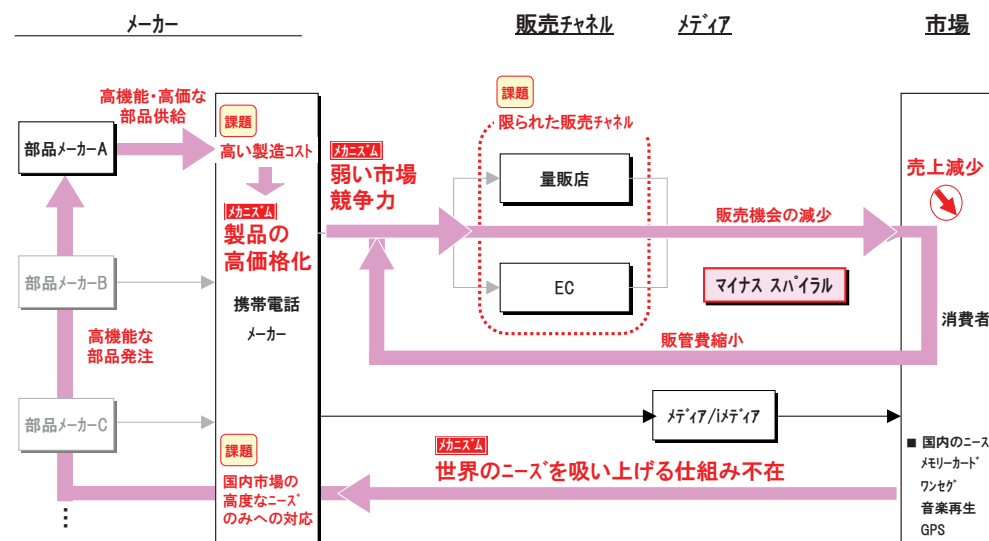 メーカー
販売ﾁｬﾈﾙ
ﾒﾃﾞｨｱ
市場
高機能・高価な
部品供給
部品ﾒｰｶｰA
課題
高い製造ｺｽﾄ
ﾒｶﾆｽﾞﾑ
製品の
高価格化
部品ﾒｰｶｰB
携帯電話
ﾒｰｶｰ
高機能な
部品発注
部品ﾒｰｶｰC
課題
国内市場の
高度なﾆｰｽﾞ
のみへの対応
⋮
ﾒｶﾆｽﾞﾑ
弱い市場
競争力
課題
限られた販売ﾁｬﾈﾙ
量販店
EC
販売機会の減少
ﾏｲﾅｽ ｽﾊﾟｲﾗﾙ
販管費縮小
ﾒﾃﾞｨｱ/iﾒﾃﾞｨｱ
ﾒｶﾆｽﾞﾑ
世界のﾆｰｽﾞを吸い上げる仕組み不在
売上減少
消費者
■ 国内のﾆｰｽﾞ
ﾒﾓﾘｰｶｰﾄﾞ
ﾜﾝｾｸﾞ
音楽再生
GPS